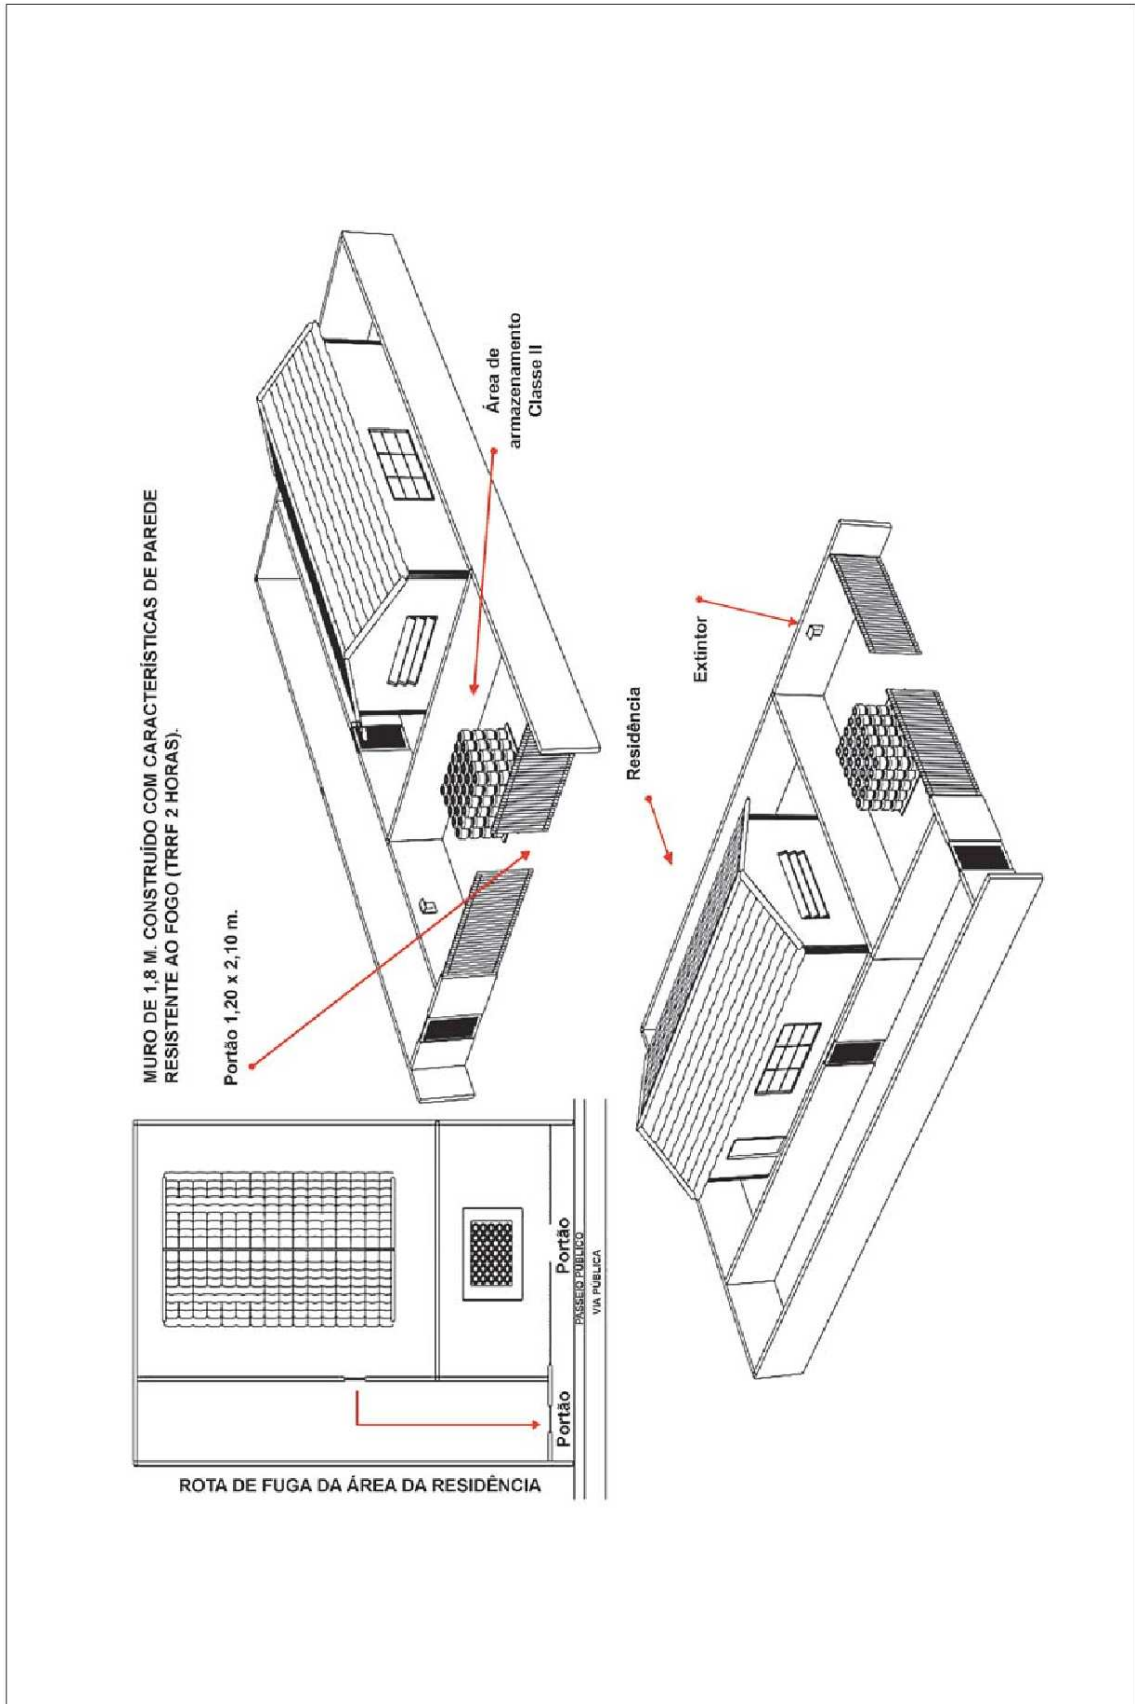 MURO DE 1,8 M. CONSTRUÍDO COM CARACTERÍSTICAS DE PAREDE
RESISTENTE AO FOGO (TRRF 2 HORAS).
Portão 1,20 x 2,10 m.
Área de
armazenamento
Classe II
Portão
Portão
PASSEIO PÚBLICO
VIA PÚBLICA
ROTA DE FUGA DA ÁREA DA RESIDÊNCIA
Residência
Extintor